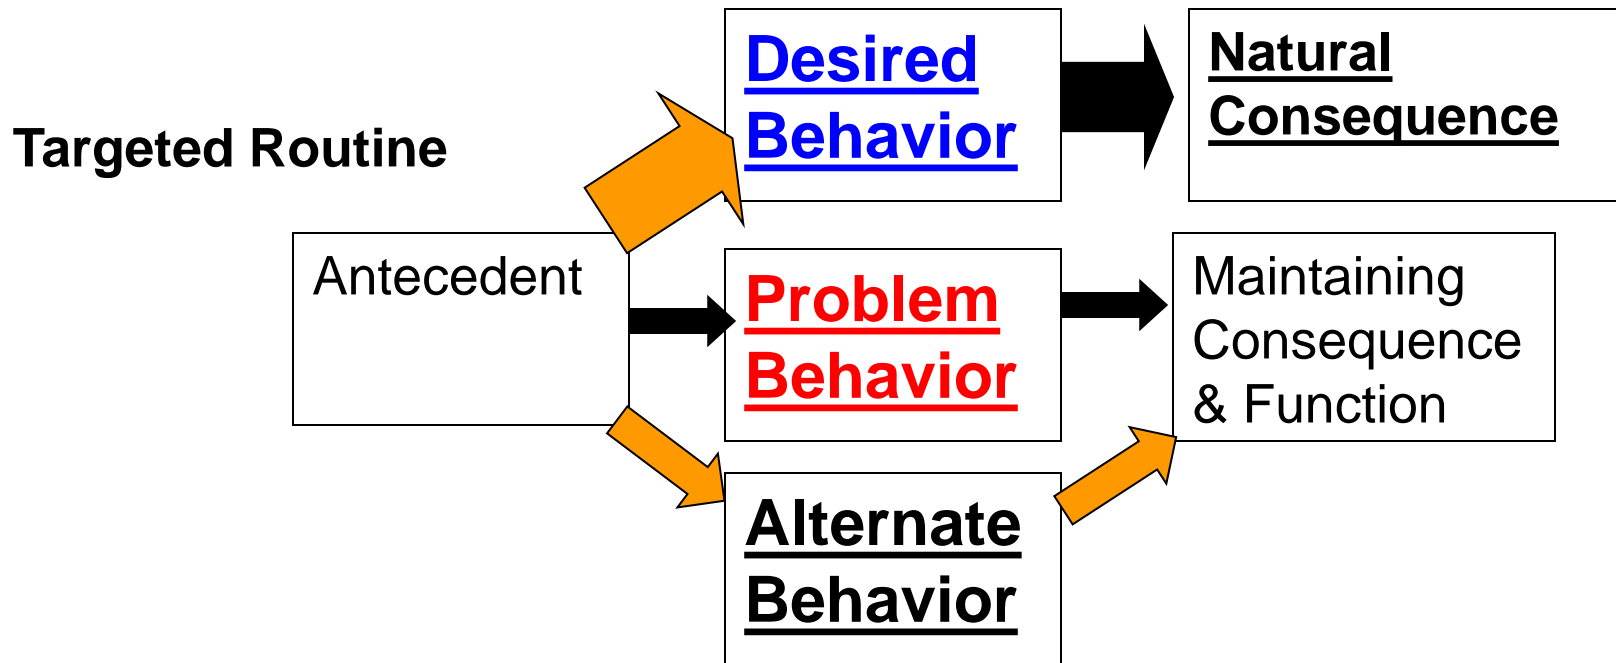 Targeted Routine
Desired
Behavior
Natural
Consequence
Antecedent
Problem
Behavior
Maintaining
Consequence
& Function
Alternate
Behavior